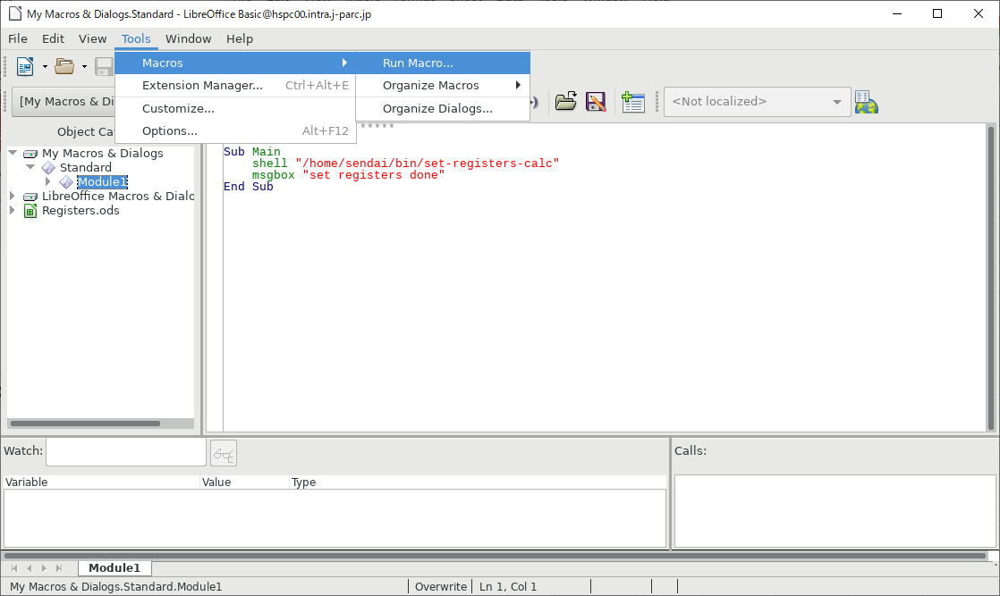 My Macros & Dialogs.Standard - LibreOffice Basic@hspc00.intra.j-parc.jp
File Edit View Tools Window Help
Macros
Run Macro...
Extension Manager... Ctrl+Alt+E
Organize Macros
Customize...
Organize Dialogs...
Options... Alt+F12
[My Macros & Di
<Not localized>
Object Ca
*****
My Macros & Dialogs
Standard
Module1
LibreOffice Macros & Dialo
Registers.ods
Sub Main
shell "/home/sendai/bin/set-registers-calc"
msgbox "set registers done"
End Sub
Watch:
Calls:
Variable Value Type
Module1
My Macros & Dialogs.Standard.Module1 Overwrite Ln 1, Col 1